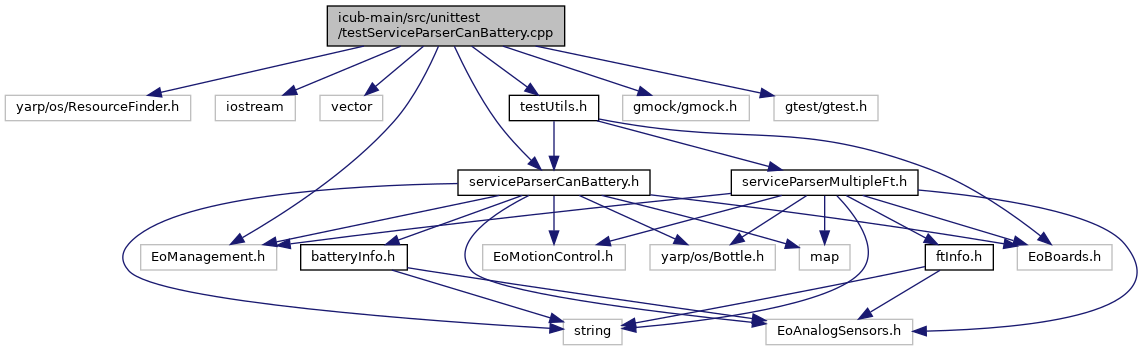 icub-main/src/unittest
/testServiceParserCanBattery.cpp
yarp/os/ResourceFinder.h
iostream
vector
testUtils.h
gmock/gmock.h
gtest/gtest.h
serviceParserCanBattery.h
serviceParserMultipleFt.h
EoManagement.h
batteryInfo.h
EoMotionControl.h
yarp/os/Bottle.h
map
ftInfo.h
EoBoards.h
string
EoAnalogSensors.h